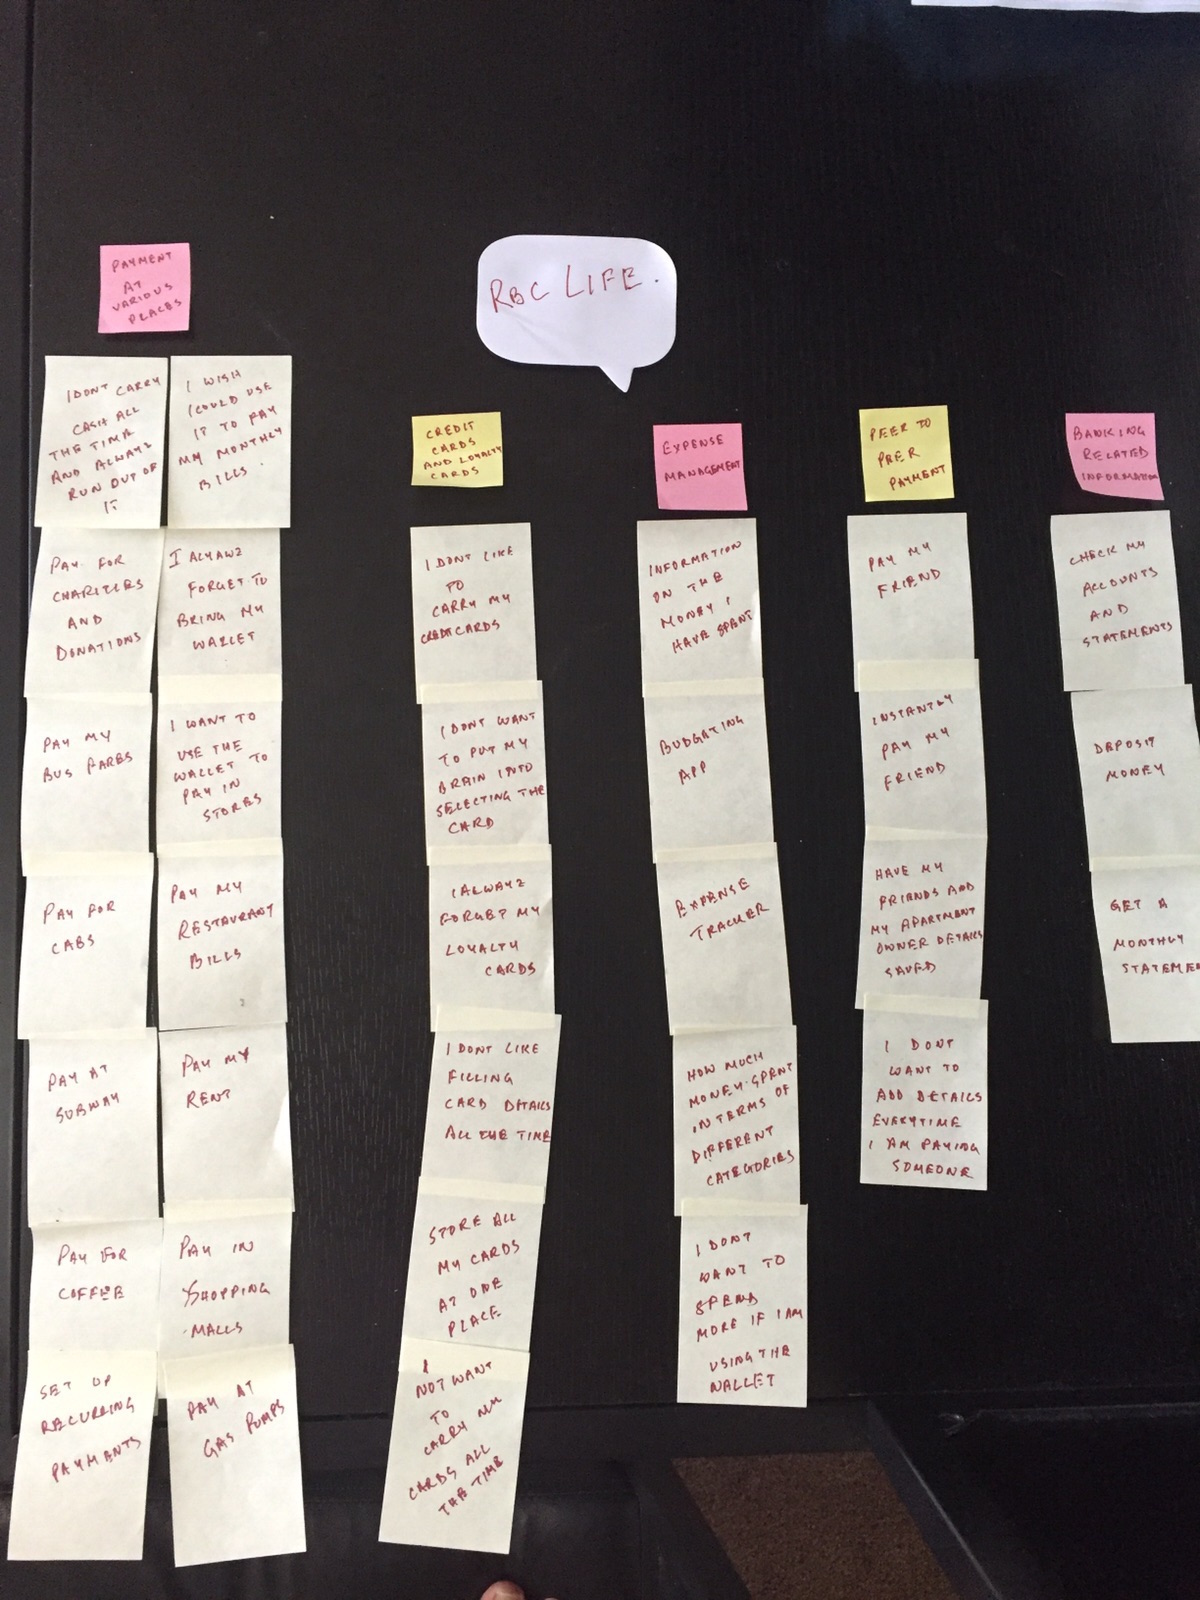 RBC LIFE.
PAYMENT
AT
VARIOUS
PLACES
I DONT CARRY
CASH ALL
THE TIME
AND ALWAYZ
RUN OUT OF
IT
PAY FOR
CHARITIES
AND
DONATIONS
PAY MY
BUS FARES
PAY FOR
CABS
PAY AT
SUBWAY
PAY FOR
COFFEE
SET UP
RECURRING
PAYMENTS
I WISH
I COULD USE
IT TO PAY
MY MONTHLY
BILLS.
I ALYAWZ
FORGET TO
BRING MY
WALLET
I WANT TO
USE THE
WALLET TO
PAY IN
STORES
PAY MY
RESTAURANT
BILLS
PAY MY
RENT
PAY IN
SHOPPING
MALLS
PAY AT
GAS PUMPS
CREDIT
CARDS
AND LOYALTY
CARDS
I DONT LIKE
TO
CARRY MY
CREDIT CARDS
I DONT WANT
TO PUT MY
BRAIN INTO
SELECTING THE
CARD
I ALWAYZ
FORGET MY
LOYALTY
CARDS
I DONT LIKE
FILLING
CARD DETAILS
ALL THE TIME
STORE ALL
MY CARDS
AT ONE
PLACE
I
NOT WANT
TO
CARRY MY
CARDS ALL
THE TIME
EXPENSE
MANAGEMENT
INFORMATION
ON THE
MONEY I
HAVE SPENT
BUDGATING
APP
EXPENSE
TRACKER
HOW MUCH
MONEY SPENT
IN TERMS OF
DIFFERENT
CATEGORIES
I DONT
WANT TO
SPEND
MORE IF I AM
USING THE
WALLET
PEER TO
PEER
PAYMENT
PAY MY
FRIEND
INSTANTLY
PAY MY
FRIEND
HAVE MY
FRIENDS AND
MY APARTMENT
OWNER DETAILS
SAVED
I DONT
WANT TO
ADD DETAILS
EVERYTIME
I AM PAYING
SOMEONE
BANKING
RELATED
INFORMATION
CHECK MY
ACCOUNTS
AND
STATEMENTS
DEPOSIT
MONEY
GET A
MONTHLY
STATEME